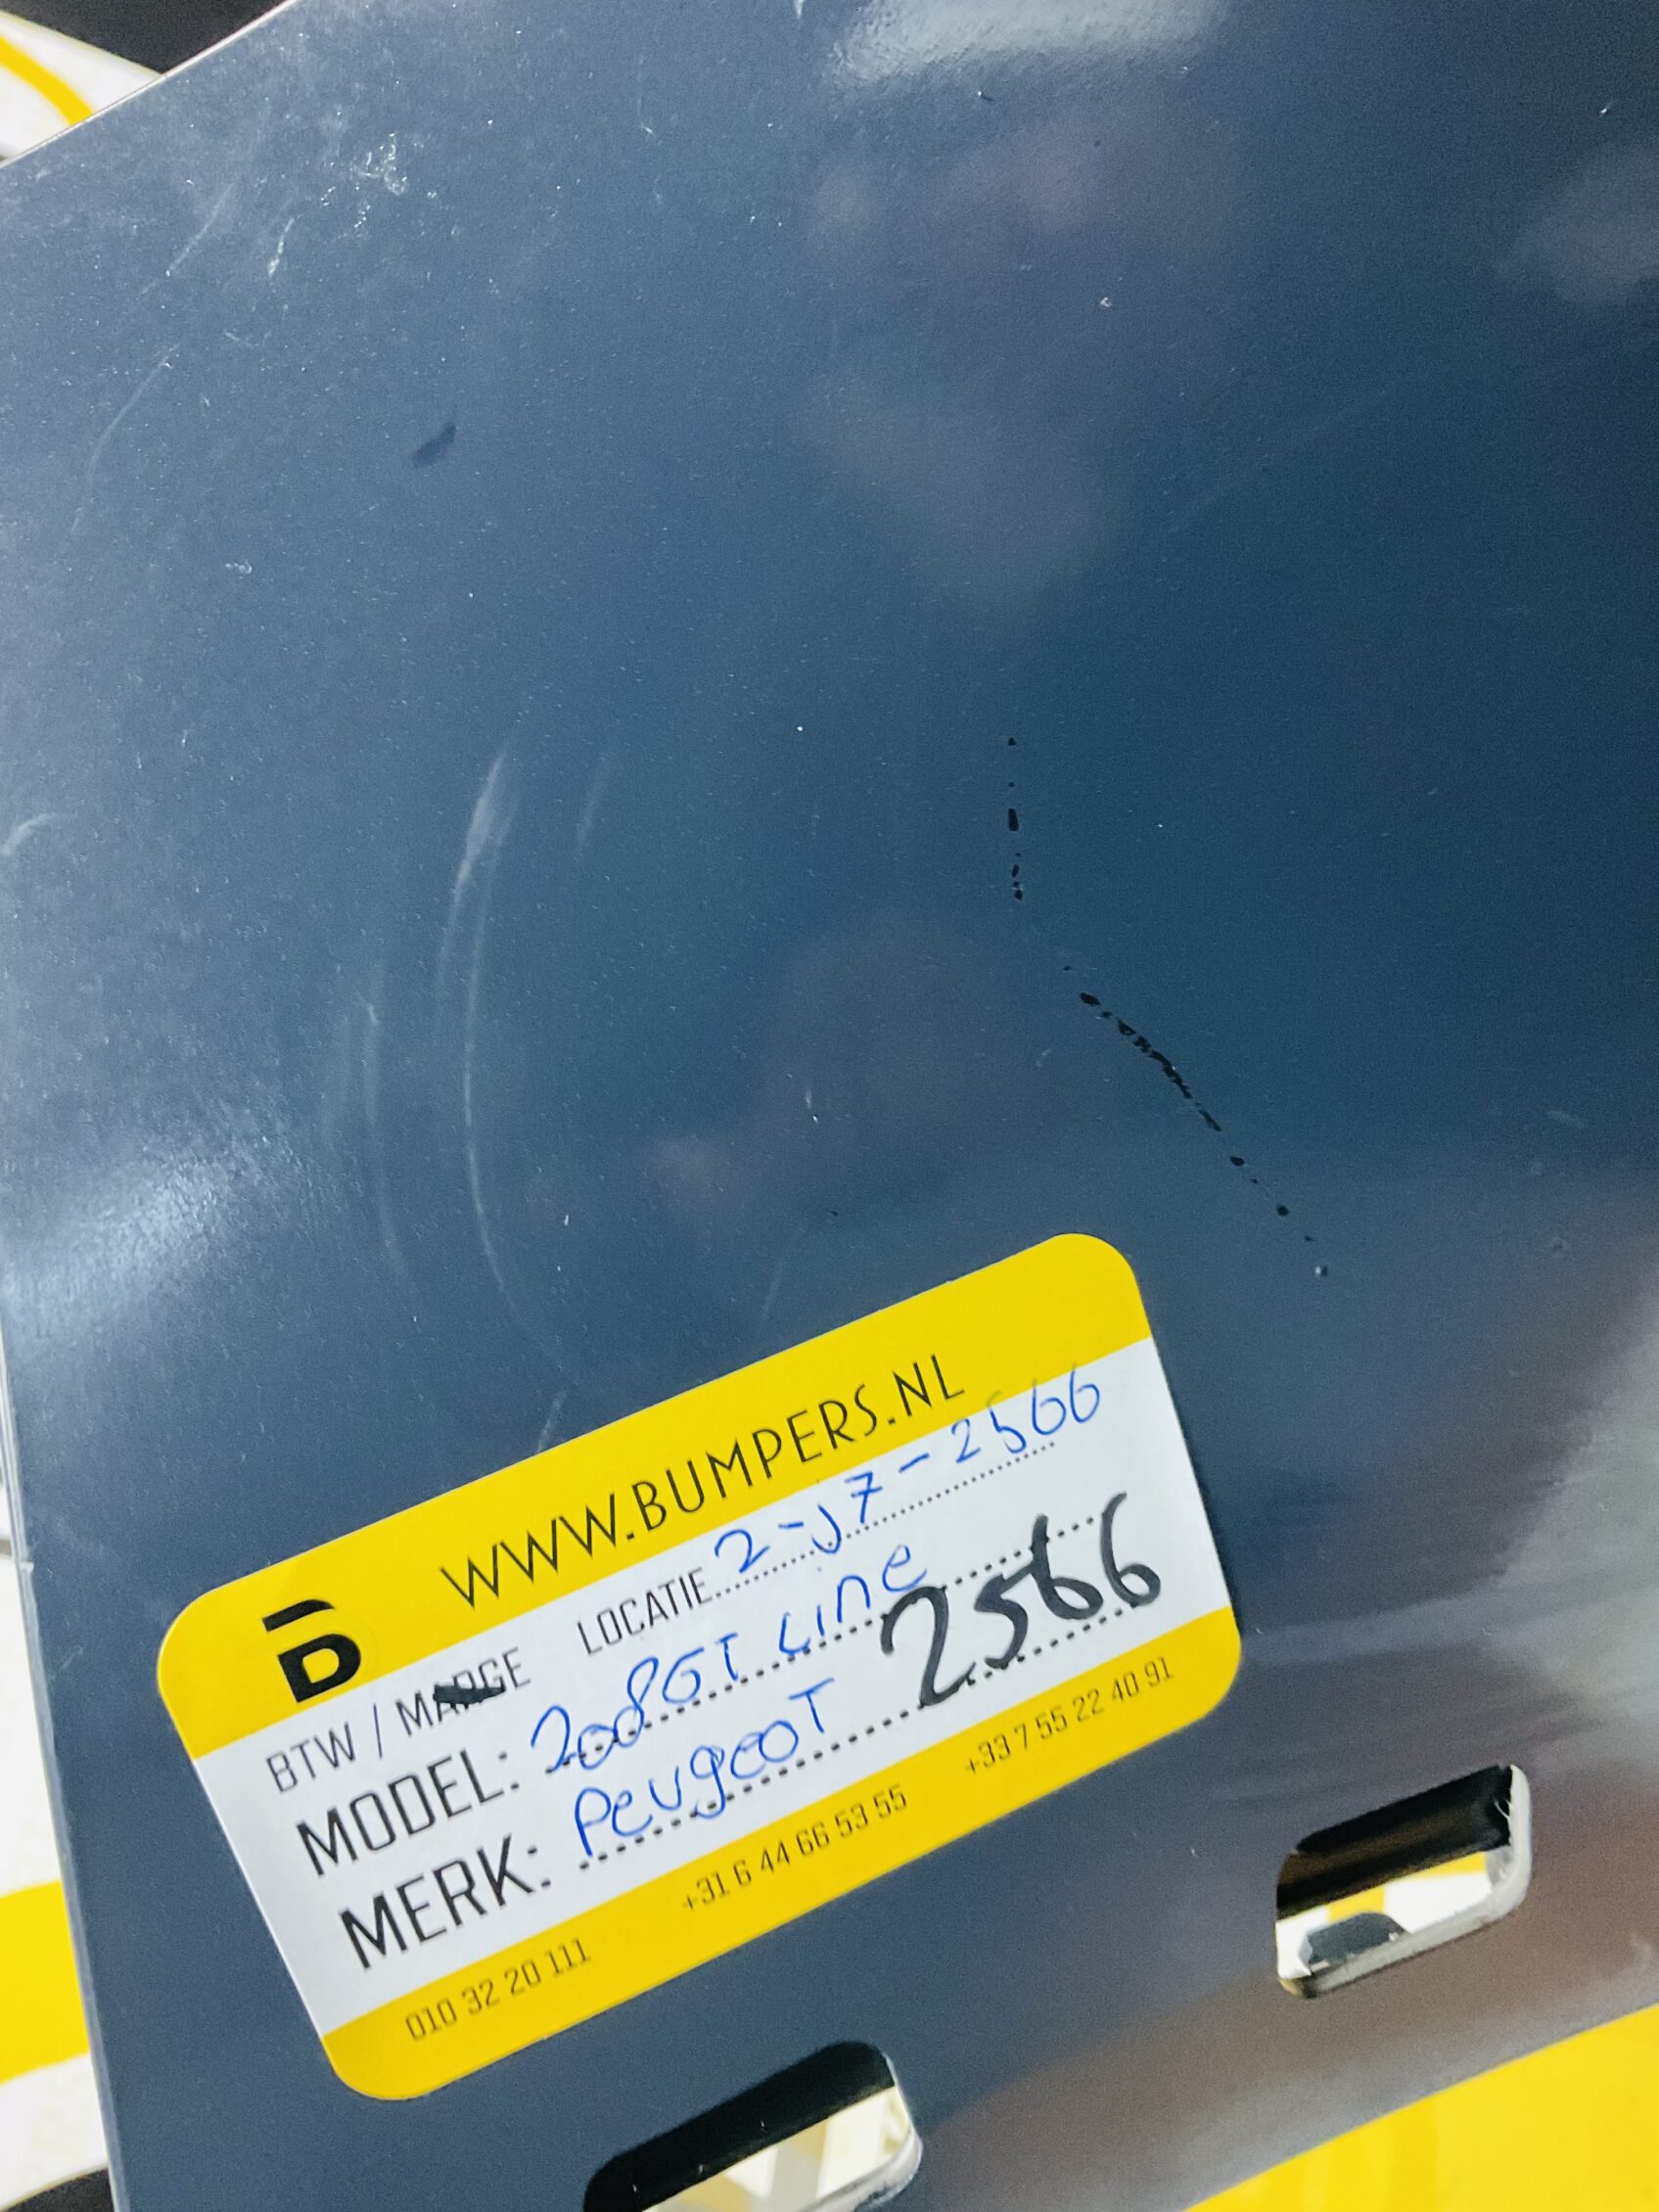 WWW.BUMPERS.NL
BTW / MARGE LOCATIE 2-J7-2566
MODEL: 2008GT Line
MERK: Peugeot 2566
010 32 20 111 +31 6 44 66 53 55 +33 7 55 22 40 91